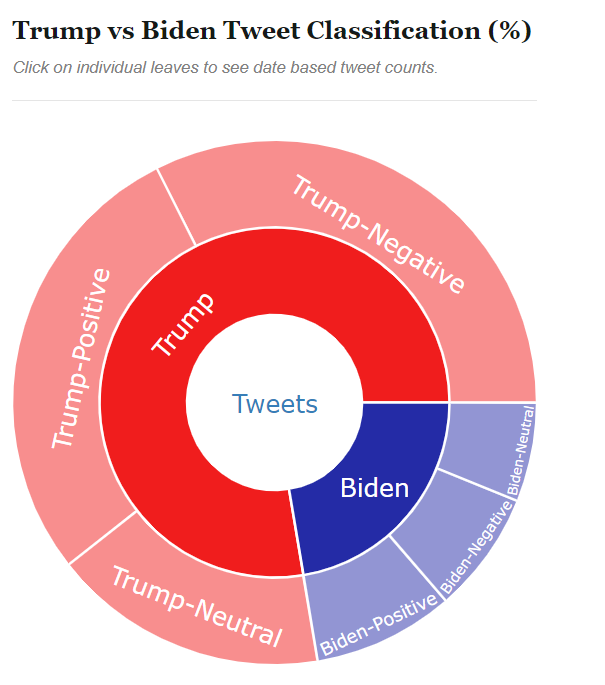 Trump vs Biden Tweet Classification (%)
Click on individual leaves to see date based tweet counts.
Trump-Negative
Trump-Positive
Trump
Tweets
Biden
Biden-Neutral
Biden-Negative
Biden-Positive
Trump-Neutral